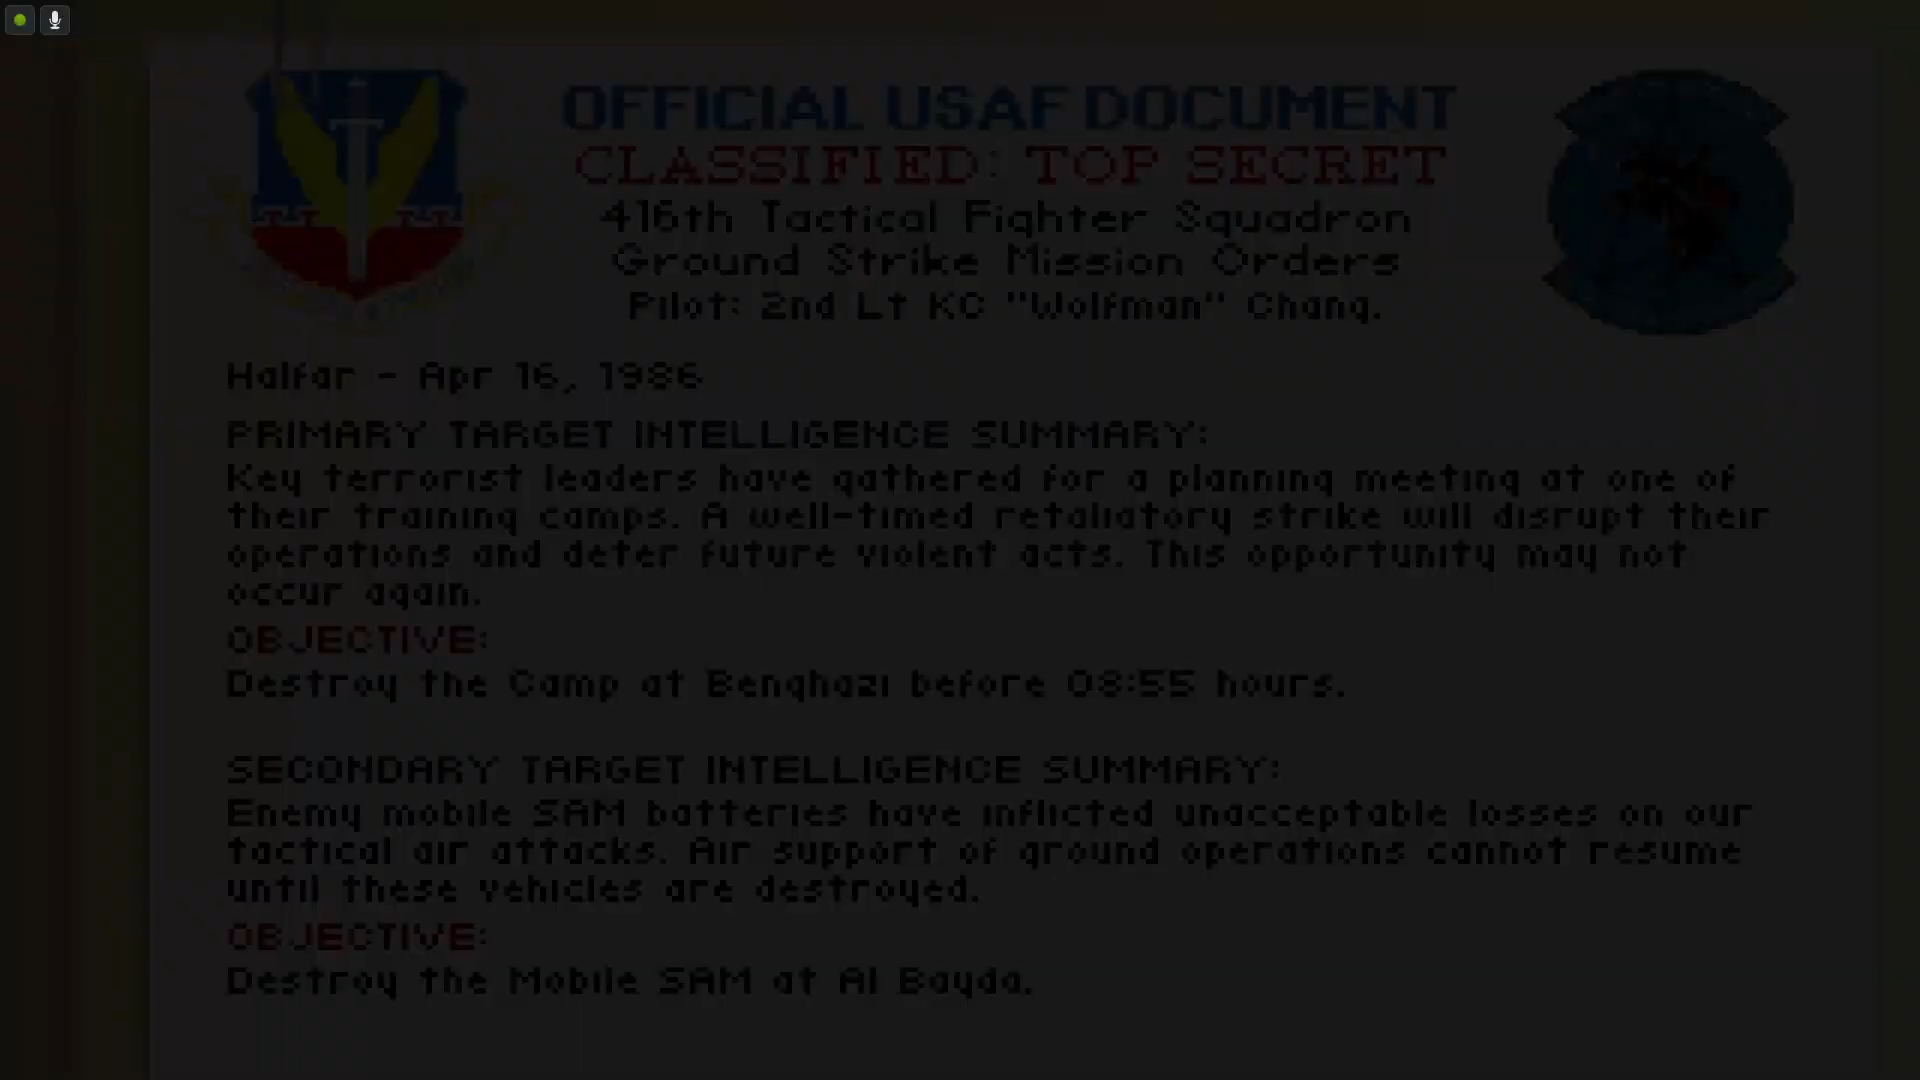 OFFICIAL USAF DOCUMENT
CLASSIFIED: TOP SECRET
416th Tactical Fighter Squadron
Ground Strike Mission Orders
Pilot: 2nd Lt KC "Wolfman" Chang.
Halfar - Apr 16, 1986
PRIMARY TARGET INTELLIGENCE SUMMARY:
Key terrorist leaders have gathered for a planning meeting at one of
their training camps. A well-timed retaliatory strike will disrupt their
operations and deter future violent acts. This opportunity may not
occur again.
OBJECTIVE:
Destroy the Camp at Benghazi before 08:55 hours.
SECONDARY TARGET INTELLIGENCE SUMMARY:
Enemy mobile SAM batteries have inflicted unacceptable losses on our
tactical air attacks. Air support of ground operations cannot resume
until these vehicles are destroyed.
OBJECTIVE:
Destroy the Mobile SAM at Al Bayda.